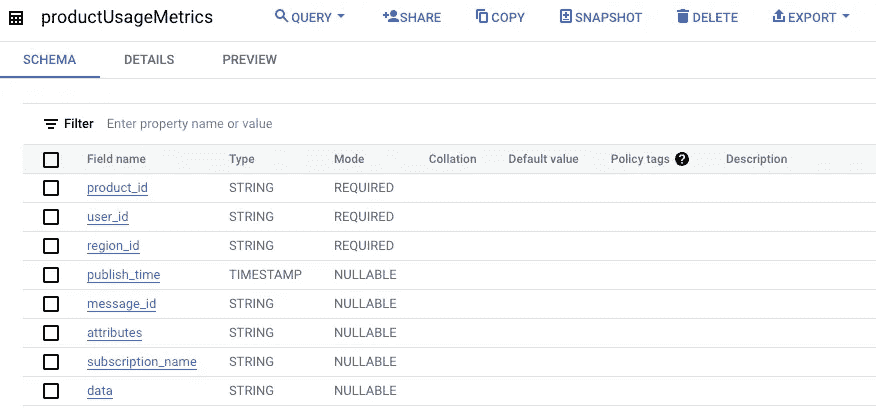 productUsageMetrics QUERY SHARE COPY SNAPSHOT DELETE EXPORT
SCHEMA DETAILS PREVIEW
Filter Enter property name or value
Field name Type Mode Collation Default value Policy tags ? Description
product_id STRING REQUIRED
user_id STRING REQUIRED
region_id STRING REQUIRED
publish_time TIMESTAMP NULLABLE
message_id STRING NULLABLE
attributes STRING NULLABLE
subscription_name STRING NULLABLE
data STRING NULLABLE